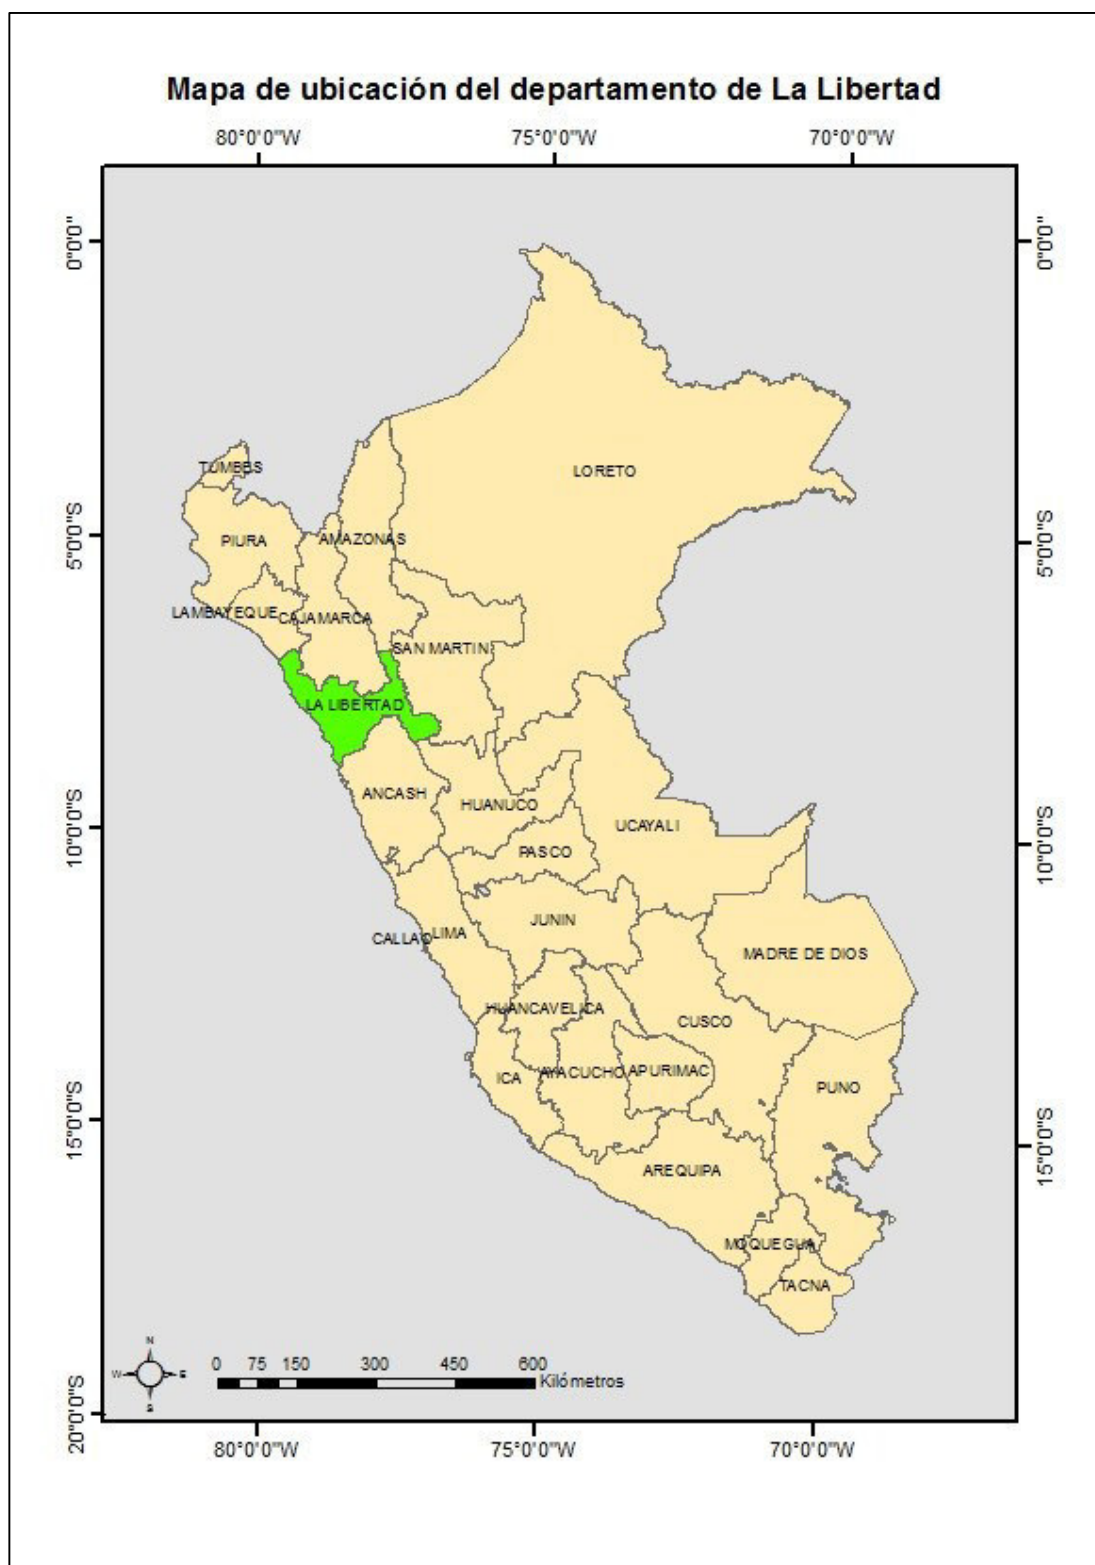 Mapa de ubicación del departamento de La Libertad
80°0'0"W 75°0'0"W 70°0'0"W
0°0'0" 0°0'0"
LORETO
TUMBES
5°0'0"S PIURA AMAZONAS 5°0'0"S
LAMBAYEQUE CAJAMARCA
SAN MARTIN
LA LIBERTAD
ANCASH HUANUCO
10°0'0"S UCAYALI 10°0'0"S
PASCO
JUNIN
CALLAO LIMA
MADRE DE DIOS
HUANCAVELICA
CUSCO
ICA AYACUCHO APURIMAC
PUNO
15°0'0"S 15°0'0"S
AREQUIPA
MOQUEGUA
TACNA
N
W E
S
0 75 150 300 450 600
Kilómetros
20°0'0"S
80°0'0"W 75°0'0"W 70°0'0"W